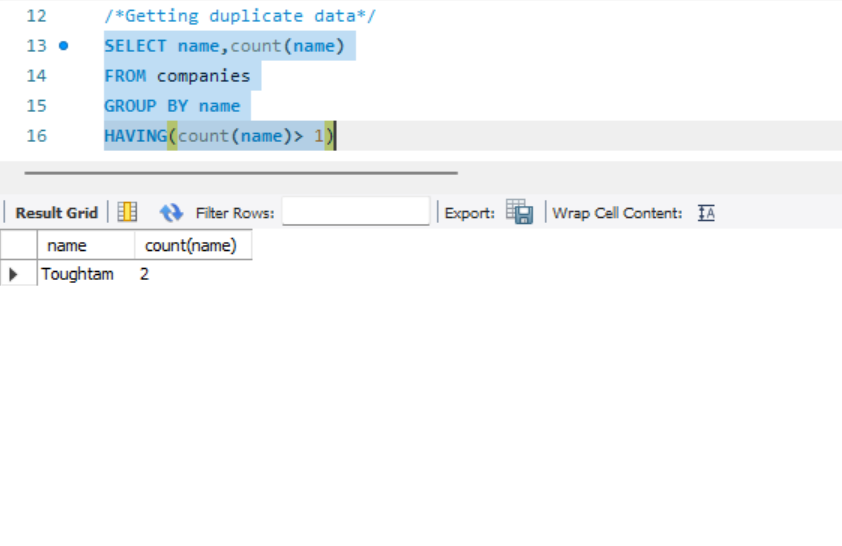 12 /*Getting duplicate data*/
13 SELECT name,count(name)
14 FROM companies
15 GROUP BY name
16 HAVING(count(name)> 1)
Result Grid Filter Rows: Export: Wrap Cell Content: IA
name count(name)
Toughtam 2